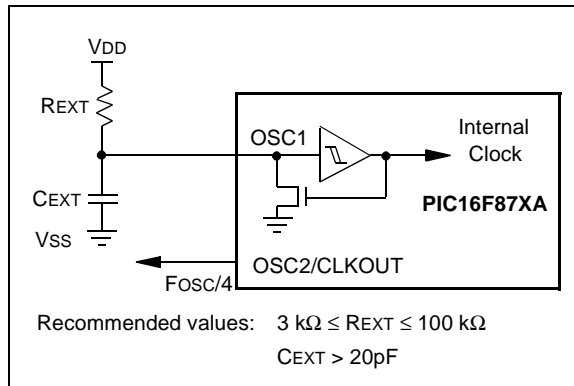 VDD
REXT
OSC1
Internal
Clock
CEXT
PIC16F87XA
VSS
OSC2/CLKOUT
FOSC/4
Recommended values: 3 kΩ ≤ REXT ≤ 100 kΩ
CEXT > 20pF